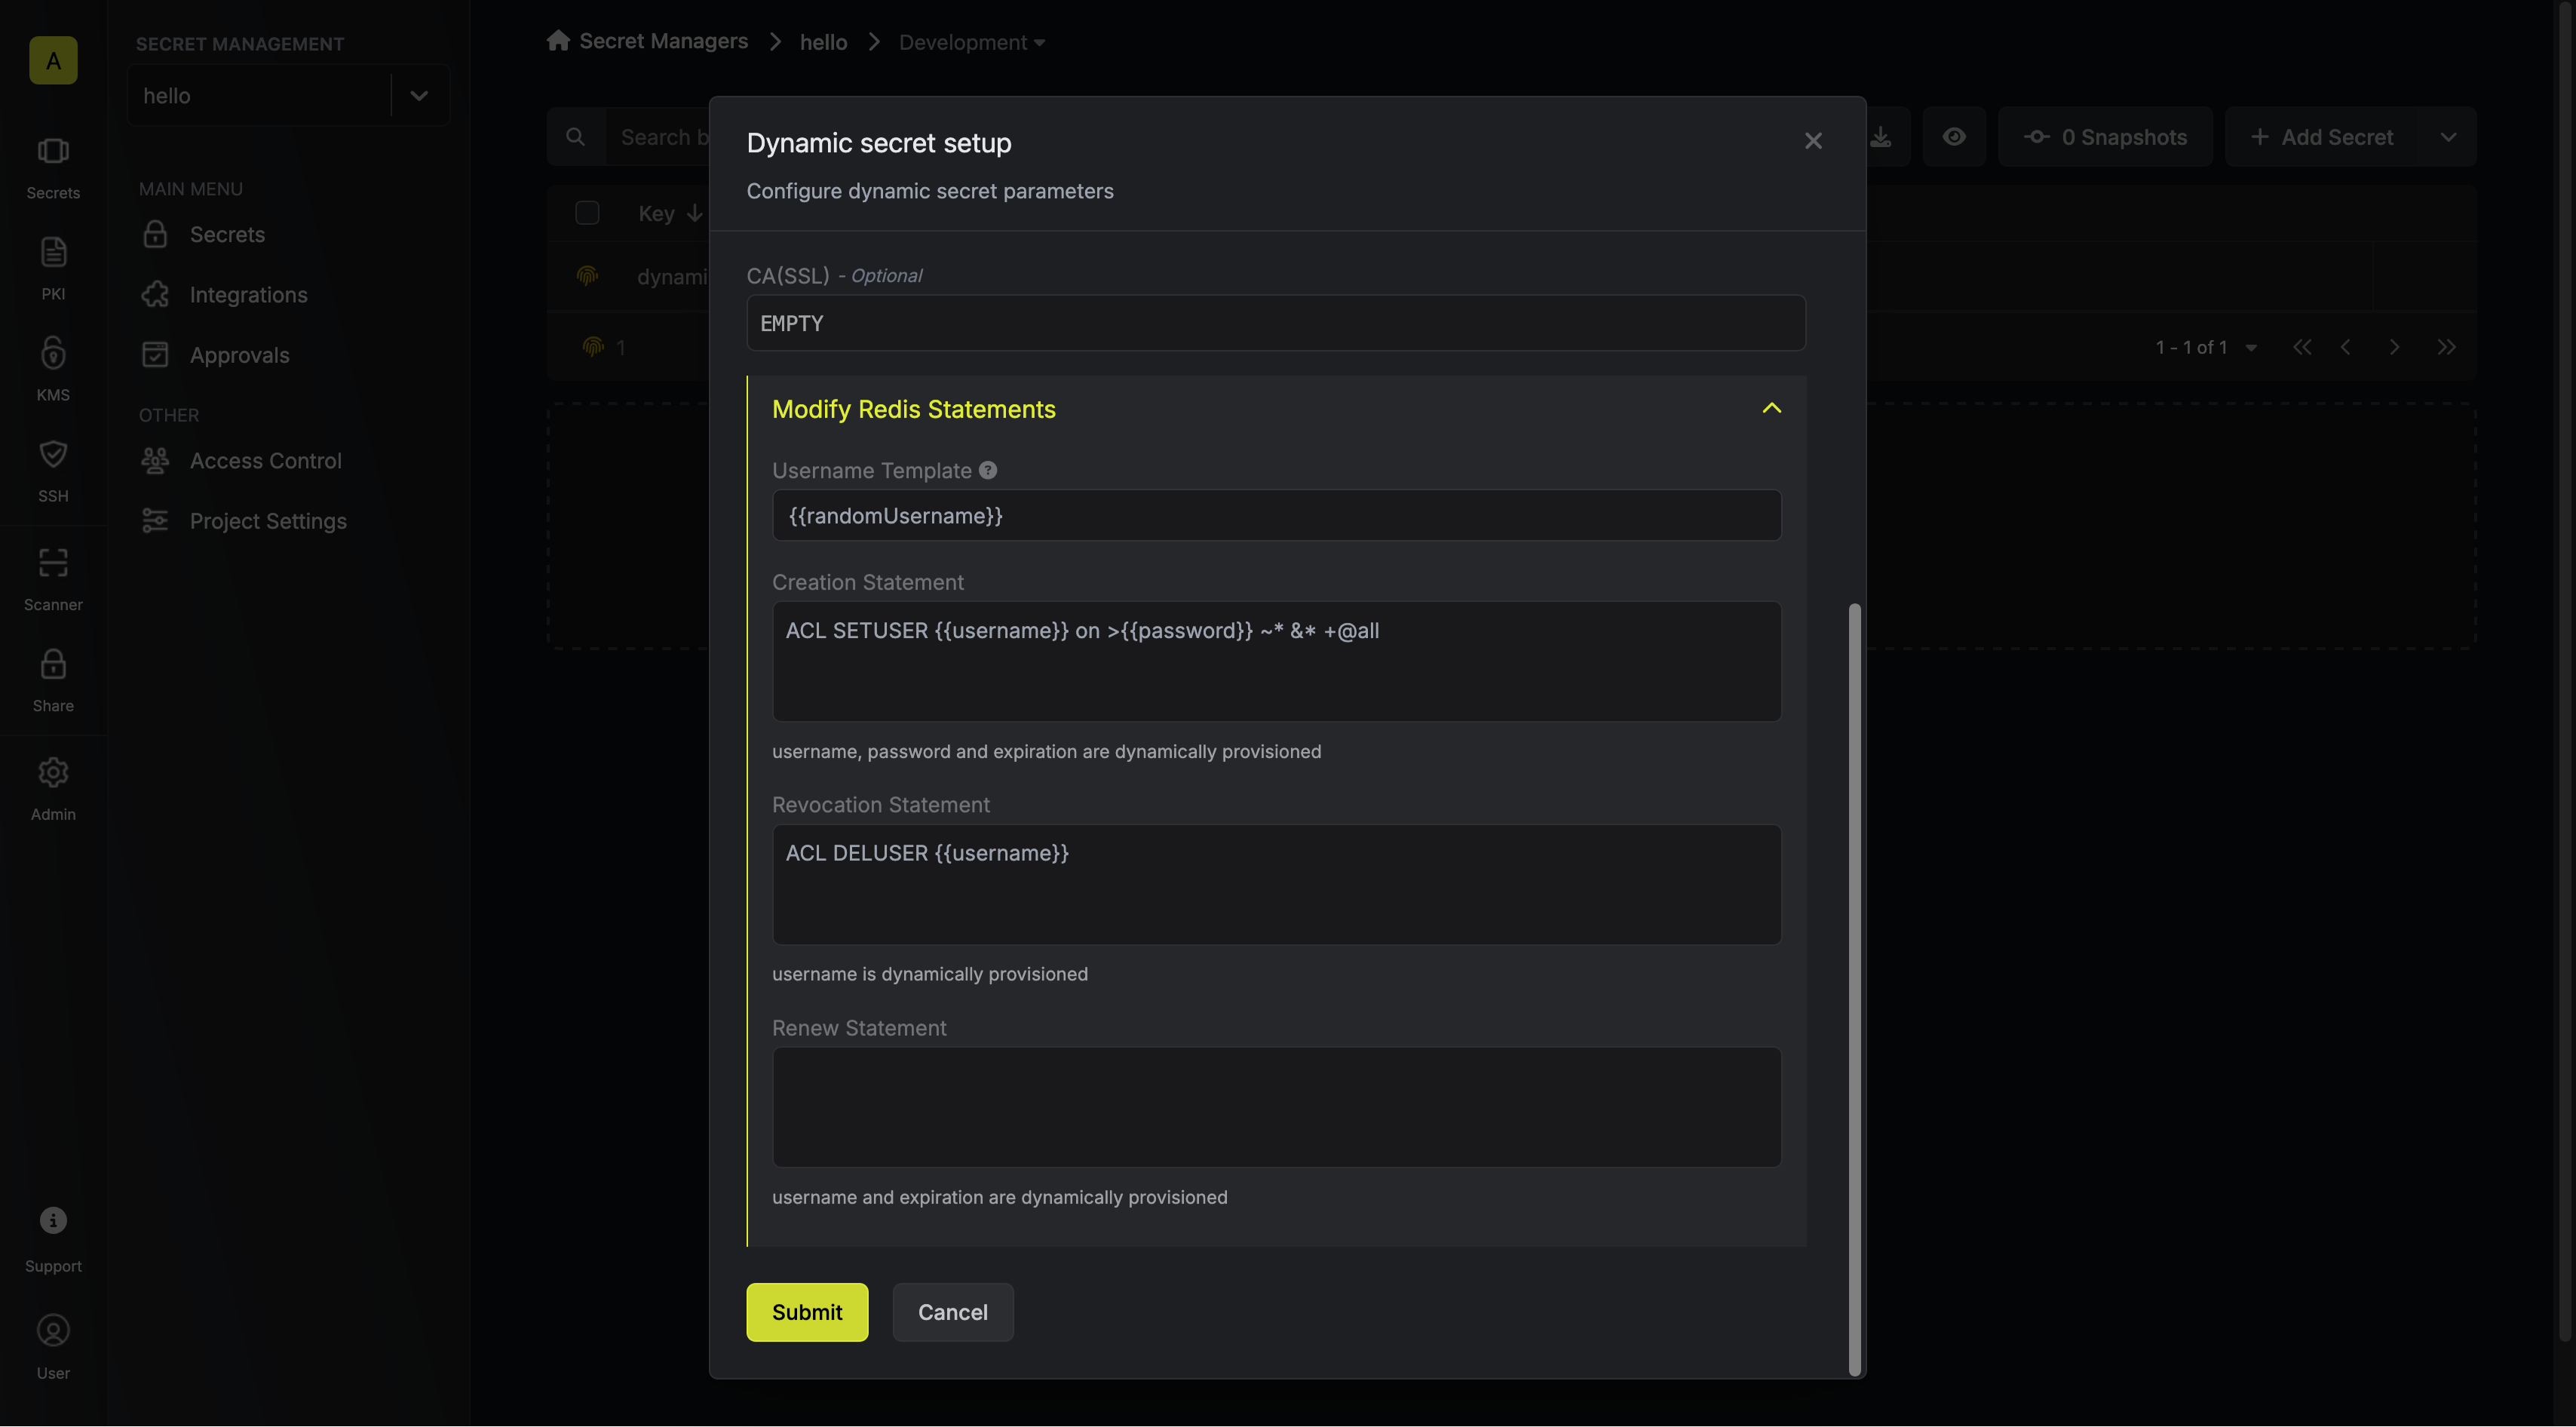 A
Secrets
PKI
KMS
SSH
Scanner
Share
Admin
Support
User
SECRET MANAGEMENT
hello
MAIN MENU
Secrets
Integrations
Approvals
OTHER
Access Control
Project Settings
Secret Managers
hello
Development
Search b
0 Snapshots
Add Secret
Key
dynami
1
1 - 1 of 1
Dynamic secret setup
Configure dynamic secret parameters
CA(SSL) - Optional
EMPTY
Modify Redis Statements
Username Template
{{randomUsername}}
Creation Statement
ACL SETUSER {{username}} on >{{password}} ~* &* +@all
username, password and expiration are dynamically provisioned
Revocation Statement
ACL DELUSER {{username}}
username is dynamically provisioned
Renew Statement
username and expiration are dynamically provisioned
Submit
Cancel